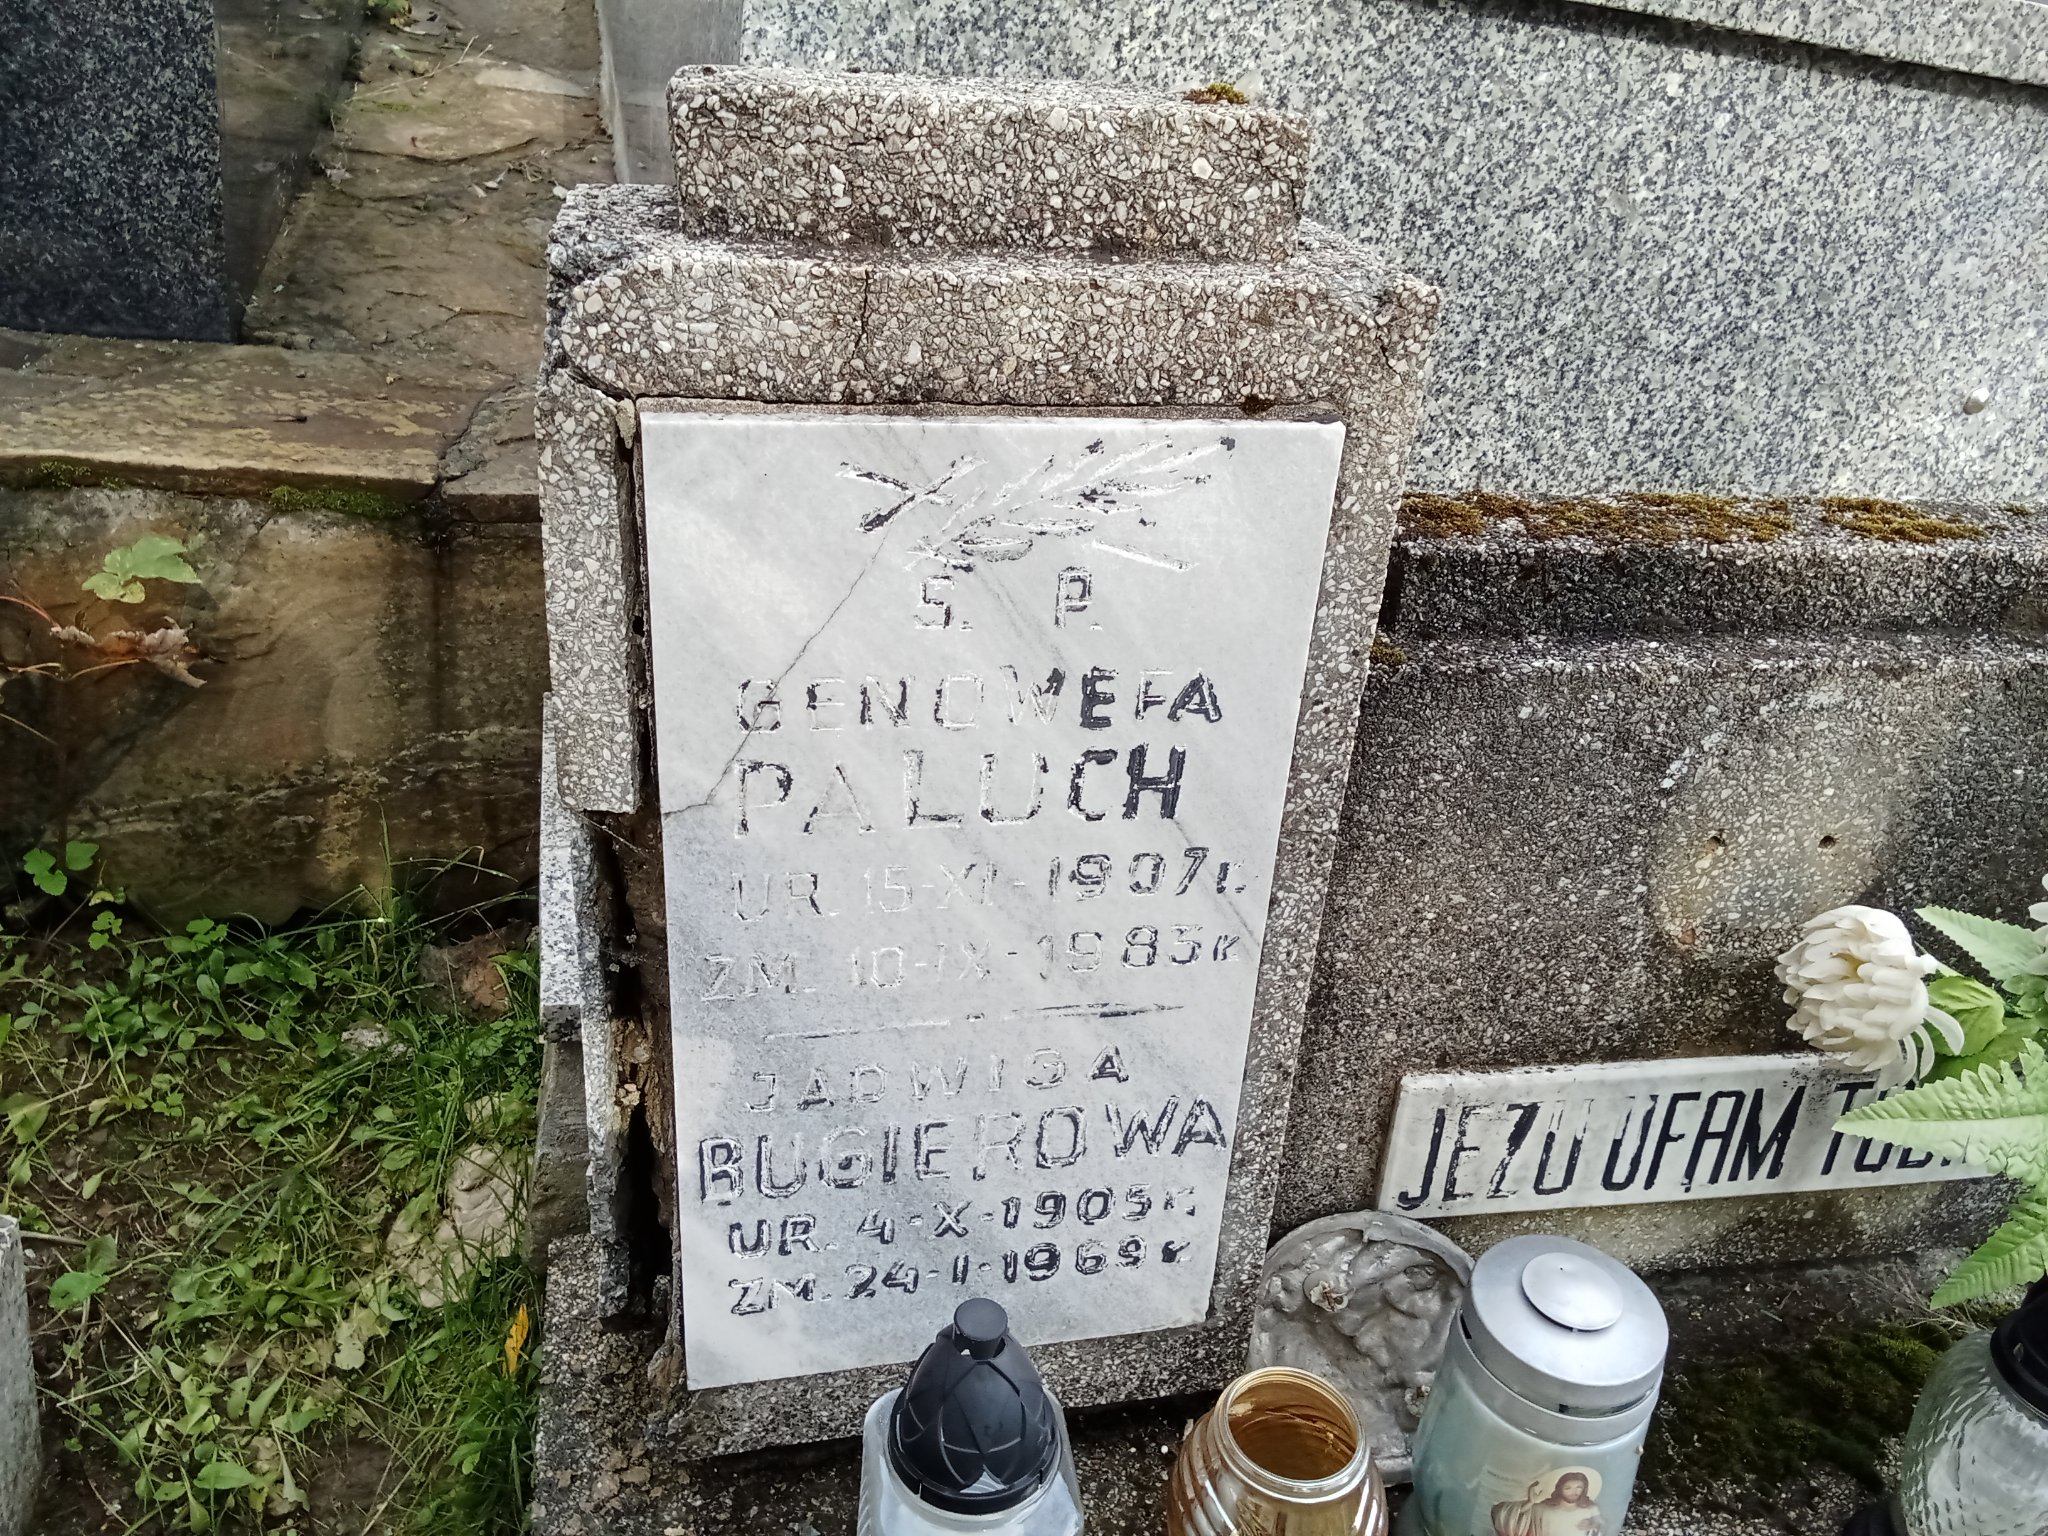 S. P.
GENOWEFA
PALUCH
UR. 15-XI-1907 r.
ZM. 10-IX-1983 r
JADWIGA
BUGIEROWA
UR. 4-X-1905 r.
ZM. 24-I-1969 r.
JEZU UFAM